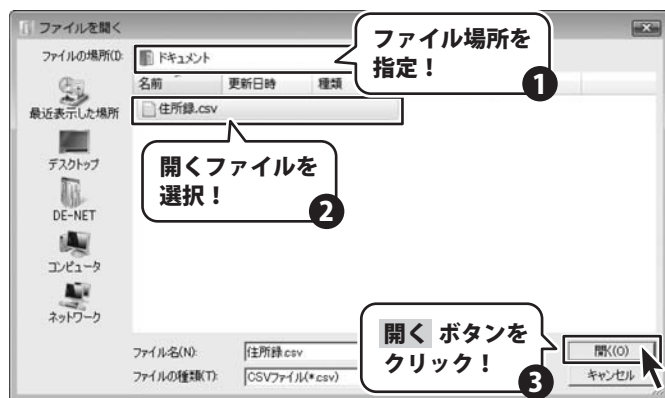 ファイルを開く
ファイルの場所(I):
ドキュメント
ファイル場所を
指定！
1
名前 更新日時 種類
最近表示した場所
住所録.csv
デスクトップ
開くファイルを
選択！
2
DE-NET
コンピュータ
ネットワーク
開く ボタンを
クリック！
3
ファイル名(N): 住所録.csv
開く(O)
ファイルの種類(T): CSVファイル(*.csv)
キャンセル